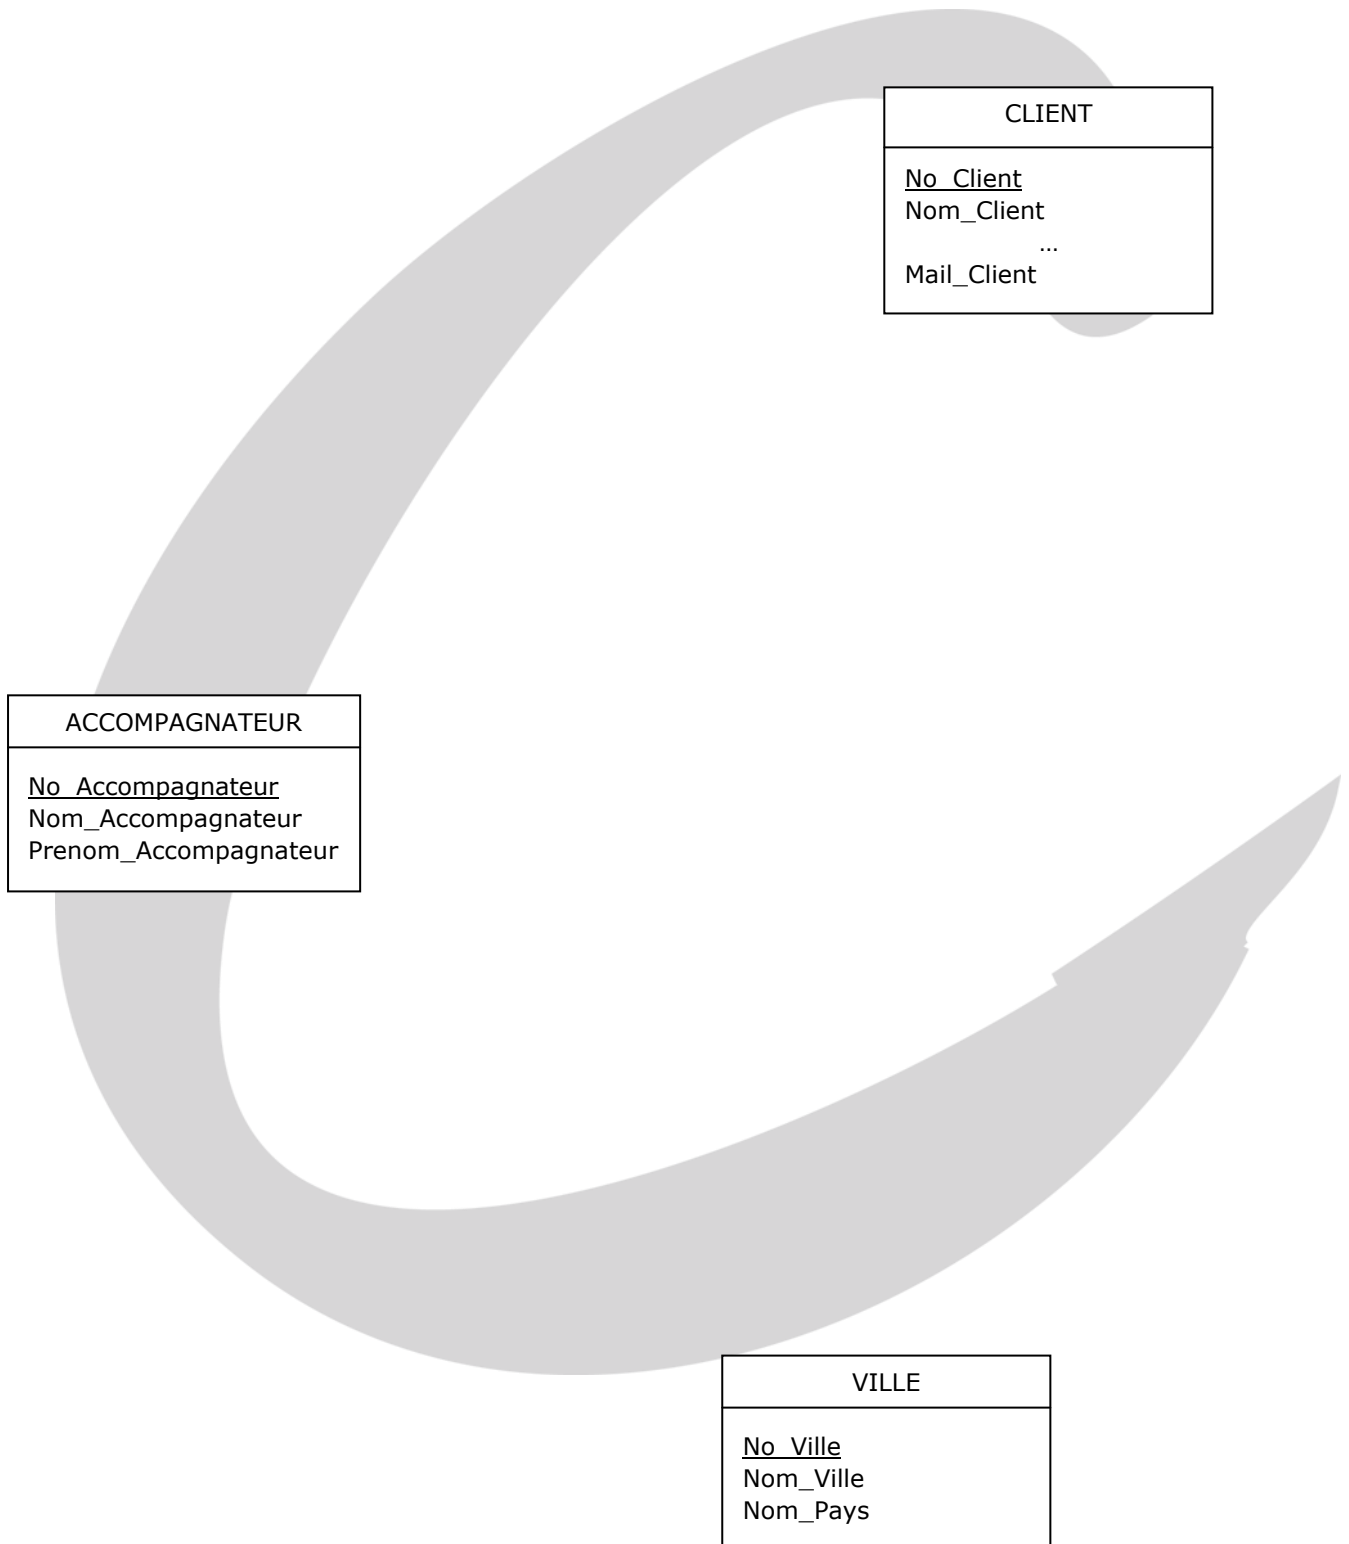 CLIENT
No_Client
Nom_Client
...
Mail_Client
ACCOMPAGNATEUR
No_Accompagnateur
Nom_Accompagnateur
Prenom_Accompagnateur
VILLE
No_Ville
Nom_Ville
Nom_Pays